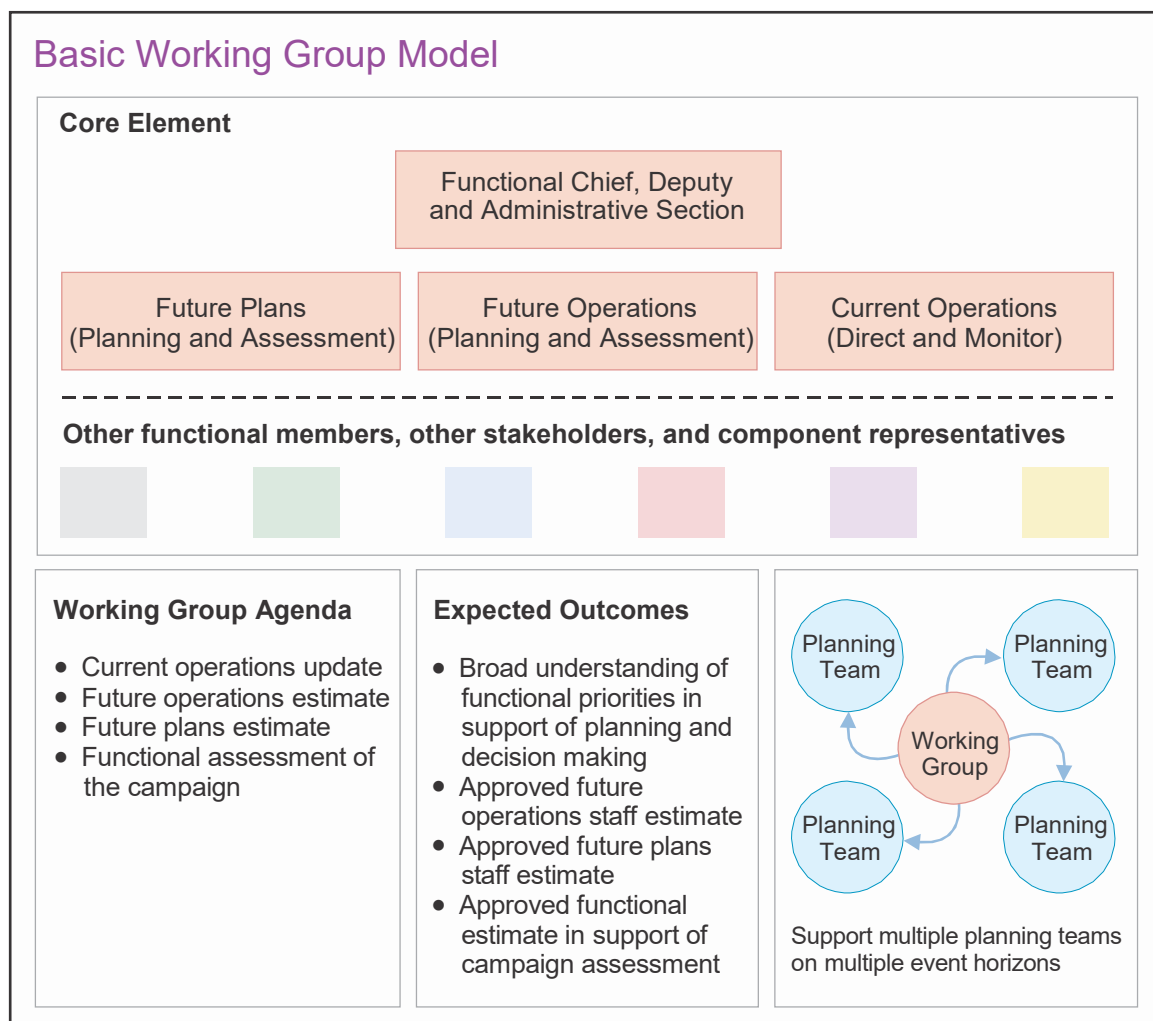 Basic Working Group Model
Core Element
Functional Chief, Deputy
and Administrative Section
Future Plans
(Planning and Assessment)
Future Operations
(Planning and Assessment)
Current Operations
(Direct and Monitor)
Other functional members, other stakeholders, and component representatives
Working Group Agenda
• Current operations update
• Future operations estimate
• Future plans estimate
• Functional assessment of
the campaign
Expected Outcomes
• Broad understanding of
functional priorities in
support of planning and
decision making
• Approved future
operations staff estimate
• Approved future plans
staff estimate
• Approved functional
estimate in support of
campaign assessment
Planning
Team
Planning
Team
Working
Group
Planning
Team
Planning
Team
Support multiple planning teams
on multiple event horizons